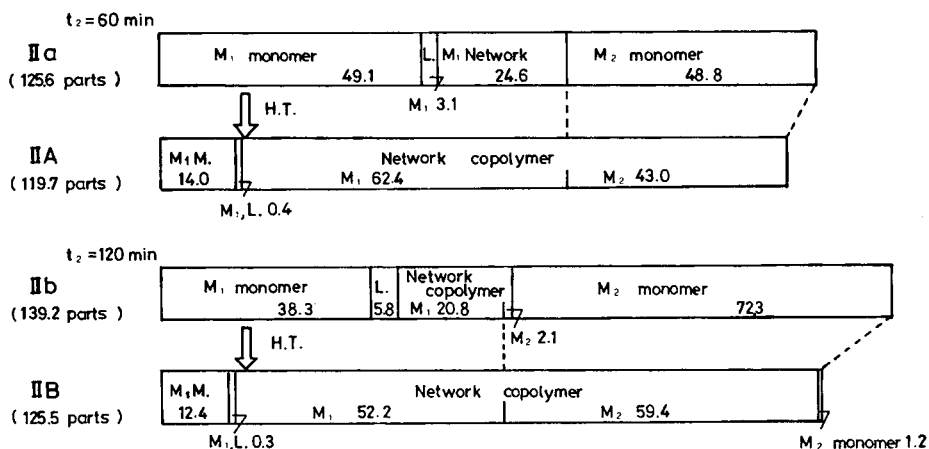 t₂=60 min
IIa
(125.6 parts)
M₁ monomer
49.1
L.
M₁ Network
24.6
M₂ monomer
48.8
M₁ 3.1
H.T.
IIA
(119.7 parts)
M₁M.
14.0
Network copolymer
M₁ 62.4
M₂ 43.0
M₁,L. 0.4
t₂=120 min
IIb
(139.2 parts)
M₁ monomer
38.3
L.
5.8
Network
copolymer
M₁ 20.8
M₂ monomer
72.3
M₂ 2.1
H.T.
IIB
(125.5 parts)
M₁M.
12.4
Network copolymer
M₁ 52.2
M₂ 59.4
M₁,L. 0.3
M₂ monomer 1.2